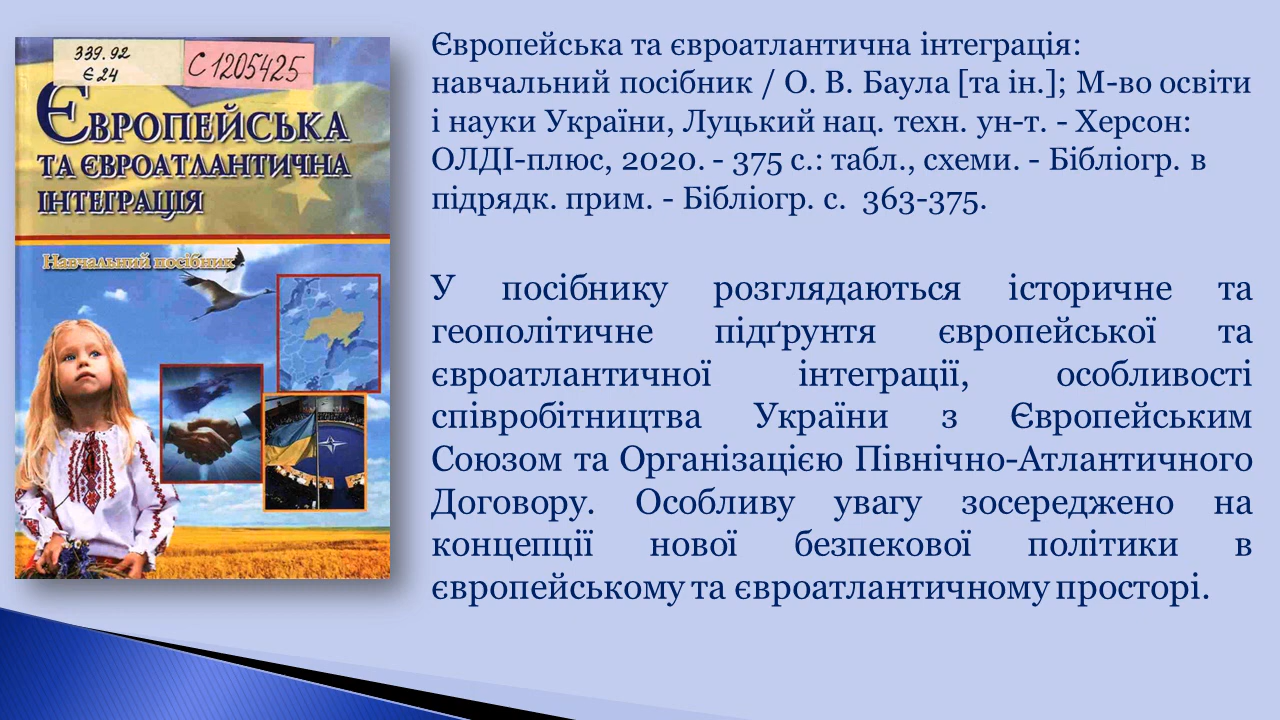 339.92
Є 24
С 1205425
ЄВРОПЕЙСЬКА
ТА ЄВРОАТЛАНТИЧНА
ІНТЕГРАЦІЯ
Навчальний посібник
Європейська та євроатлантична інтеграція:
навчальний посібник / О. В. Баула [та ін.]; М-во освіти
і науки України, Луцький нац. техн. ун-т. - Херсон:
ОЛДІ-плюс, 2020. - 375 с.: табл., схеми. - Бібліогр. в
підрядк. прим. - Бібліогр. с. 363-375.
У посібнику розглядаються історичне та
геополітичне підґрунтя європейської та
євроатлантичної інтеграції, особливості
співробітництва України з Європейським
Союзом та Організацією Північно-Атлантичного
Договору. Особливу увагу зосереджено на
концепції нової безпекової політики в
європейському та євроатлантичному просторі.